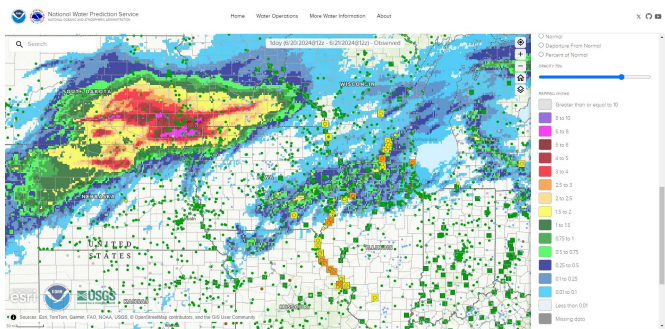 National Water Prediction Service
NATIONAL OCEANIC AND ATMOSPHERIC ADMINISTRATION
Home
Water Operations
More Water Information
About
Search
1day (6/20/2024@12z - 6/21/2024@12z) - Observed
SOUTH DAKOTA
WISCONSIN
NEBRASKA
UNITED
STATES
ILLINOIS
KANSAS
MISSOURI
esri
USGS
Sources: Esri, TomTom, Garmin, FAO, NOAA, USGS, © OpenStreetMap contributors, and the GIS User Community
Normal
Departure From Normal
Percent of Normal
Greater than or equal to 10
8 to 10
6 to 8
5 to 6
4 to 5
3 to 4
2.5 to 3
2 to 2.5
1.5 to 2
1 to 1.5
0.75 to 1
0.5 to 0.75
0.25 to 0.5
0.1 to 0.25
0.01 to 0.1
Less than 0.01
Missing data